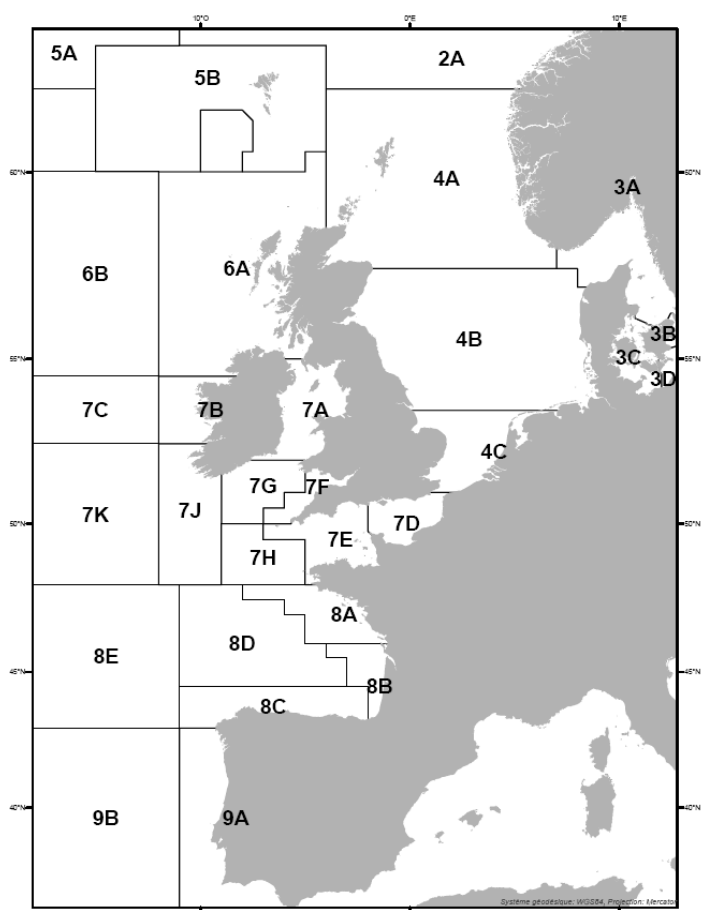 10°O 0°E 10°E
5A
2A
5B
60°N 60°N
4A
3A
6B
6A
4B
3B
55°N 3C 55°N
3D
7C
7B
7A
4C
7G
7F
7K
7J
50°N 7D 50°N
7E
7H
8A
8D
8E
45°N 45°N
8B
8C
40°N 40°N
9B
9A
Système géodésique: WGS84, Projection: Mercator